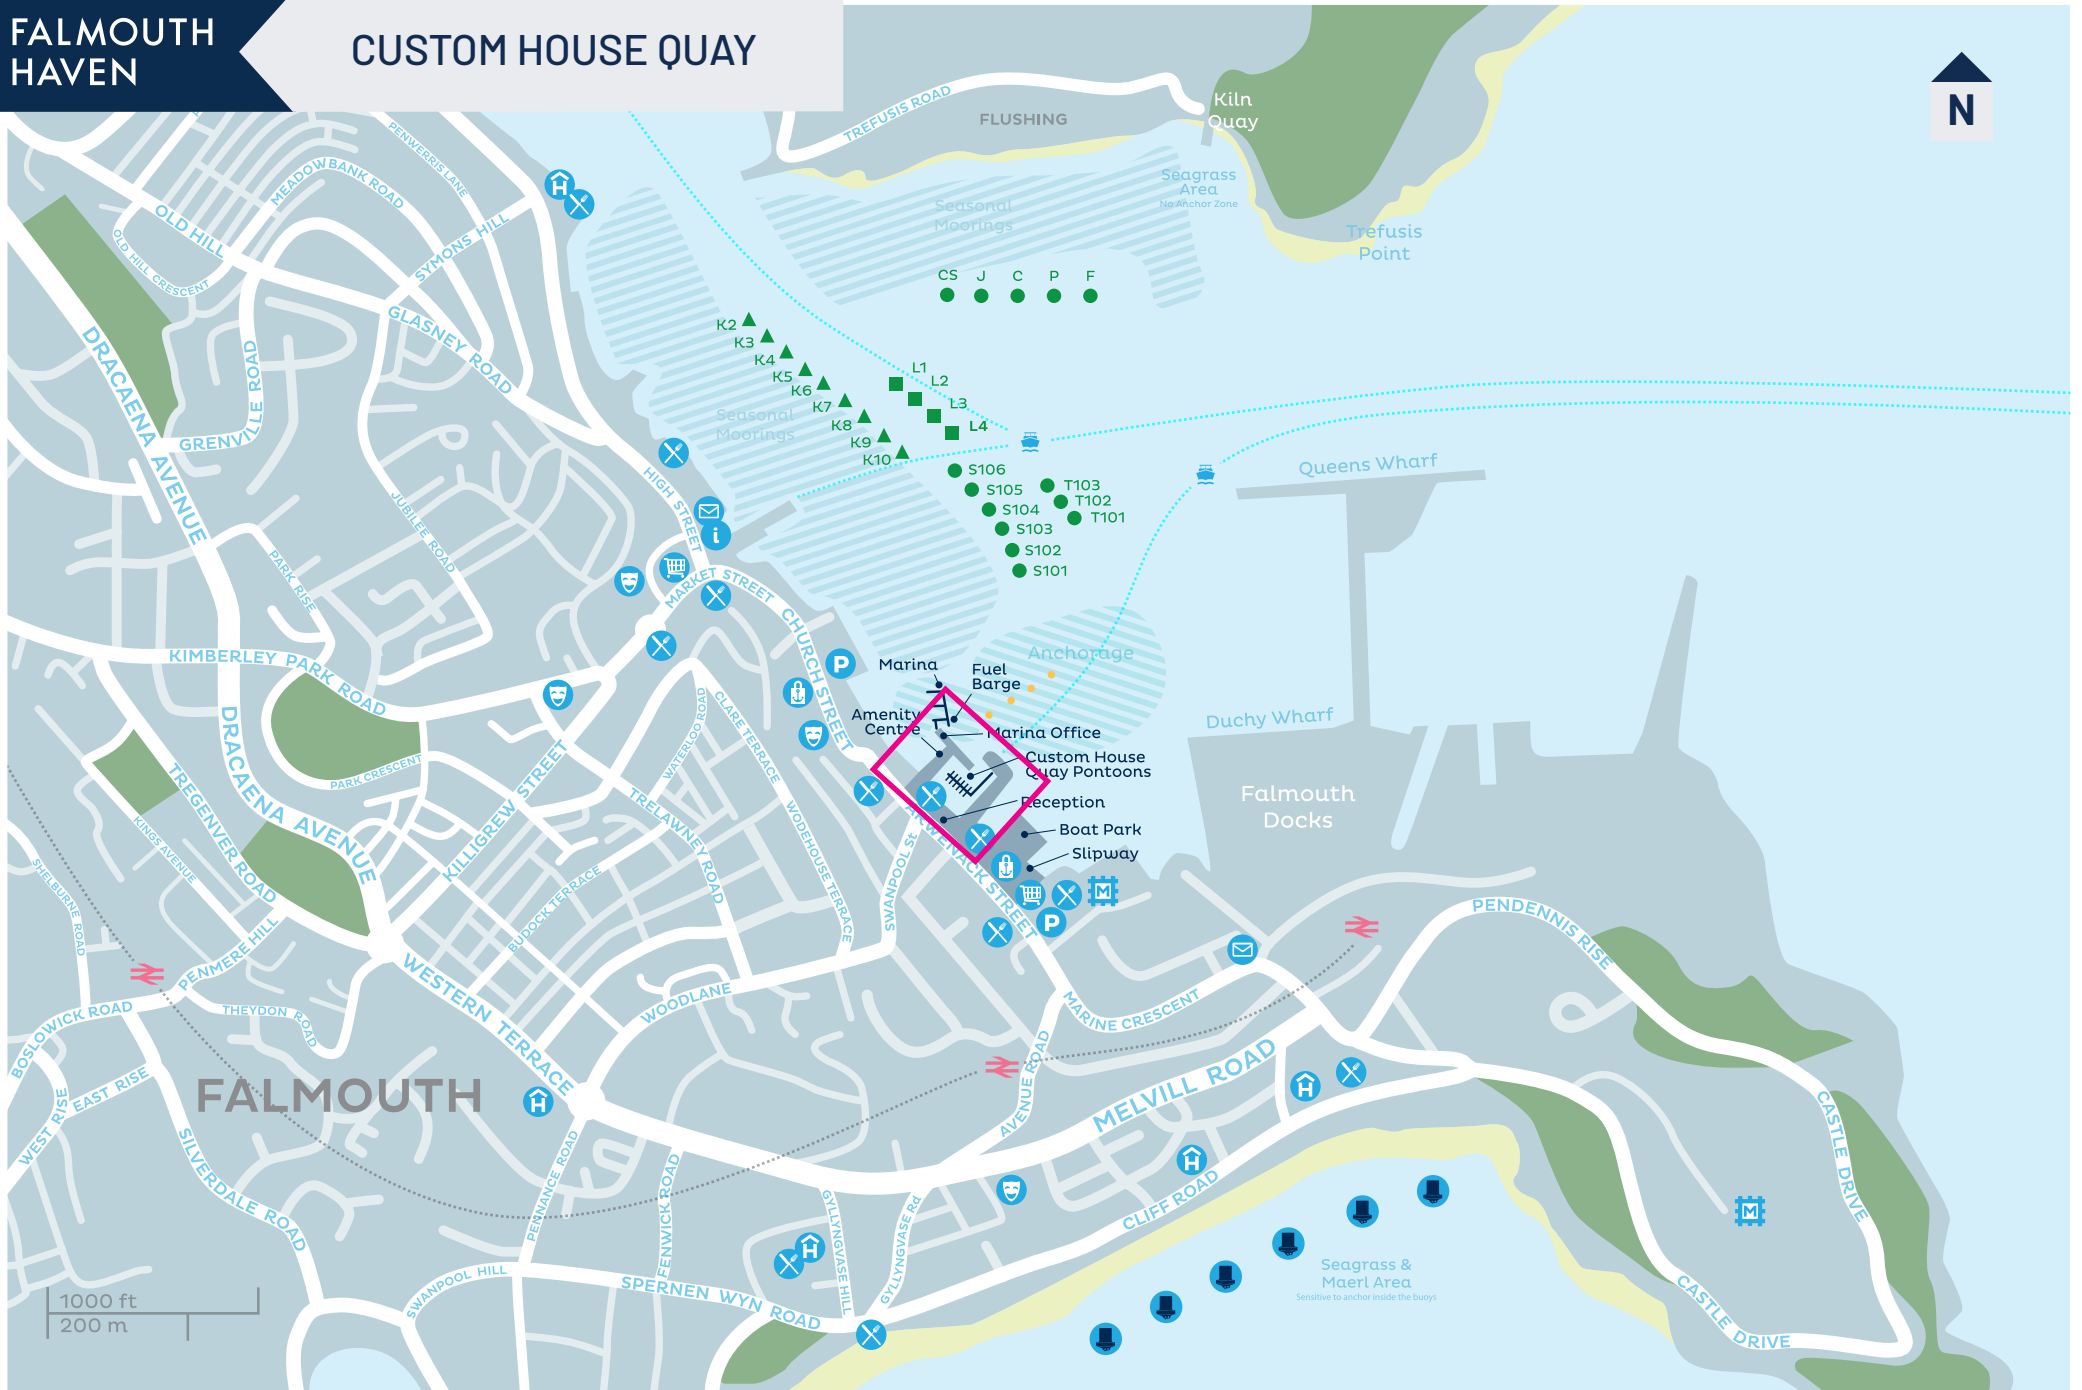 FALMOUTH
HAVEN
CUSTOM HOUSE QUAY
N
Kiln
Quay
FLUSHING
TREFUSIS ROAD
Seagrass
Area
No Anchor Zone
Seasonal
Moorings
Trefusis
Point
PENWERRIS LANE
MEADOWBANK ROAD
OLD HILL
OLD HILL CRESCENT
SYMONS HILL
GLASNEY ROAD
GRENVILLE ROAD
DRACAENA AVENUE
CS
J
C
P
F
K2
K3
K4
K5
K6
K7
K8
K9
K10
L1
L2
L3
L4
Seasonal
Moorings
S106
S105
S104
S103
S102
S101
T103
T102
T101
Queens Wharf
HIGH STREET
JUBILEE ROAD
PARK RISE
i
MARKET STREET
CHURCH STREET
P
KIMBERLEY PARK ROAD
PARK CRESCENT
DRACAENA AVENUE
KILLIGREW STREET
WATERLOO ROAD
CLARE TERRACE
WODEHOUSE TERRACE
TRELAWNEY ROAD
BUDOCK TERRACE
TREGENVER ROAD
KINGS AVENUE
SHELBURNE ROAD
Anchorage
Marina
Fuel
Barge
Amenity
Centre
Marina Office
Custom House
Quay Pontoons
Reception
Boat Park
Slipway
Duchy Wharf
Falmouth
Docks
SWANPOOL St
ARWENACK STREET
M
P
PENMERE HILL
BOSLOWICK ROAD
THEYDON ROAD
WESTERN TERRACE
WOODLANE
MARINE CRESCENT
AVENUE ROAD
MELVILL ROAD
PENDENNIS RISE
CASTLE DRIVE
FALMOUTH
EAST RISE
WEST RISE
SILVERDALE ROAD
PENNANCE ROAD
FENWICK ROAD
GYLLYNGVASE HILL
GYLLYNGVASE Rd
CLIFF ROAD
SWANPOOL HILL
SPERNEN WYN ROAD
H
H
H
H
H
M
Seagrass &
Maerl Area
Sensitive to anchor inside the buoys
CASTLE DRIVE
1000 ft
200 m